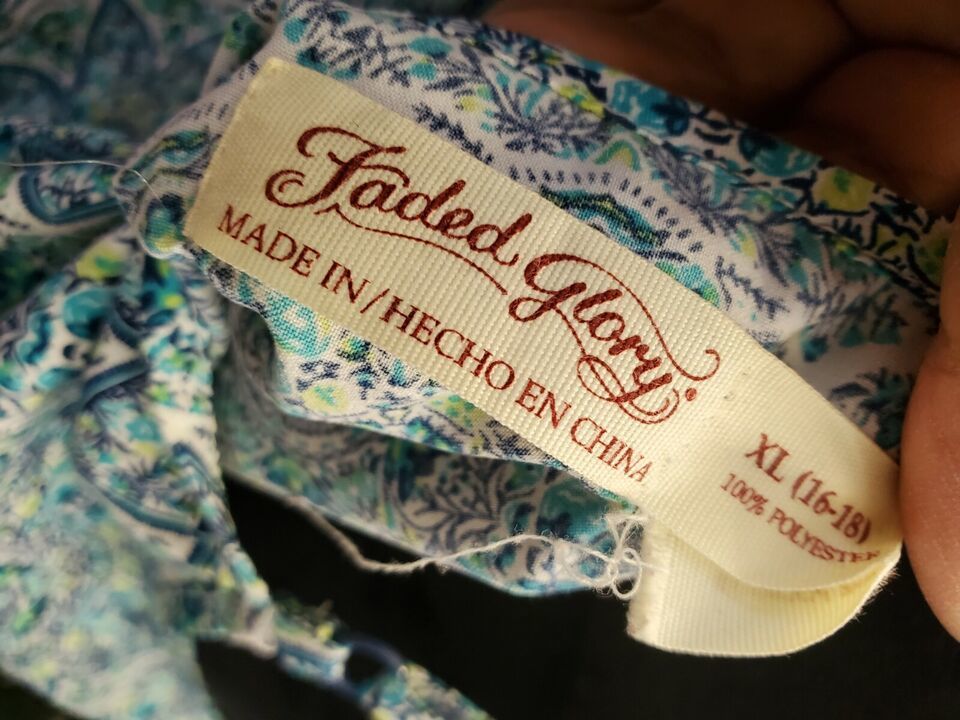 Faded Glory
MADE IN/HECHO EN CHINA
XL (16-18)
100% POLYESTER